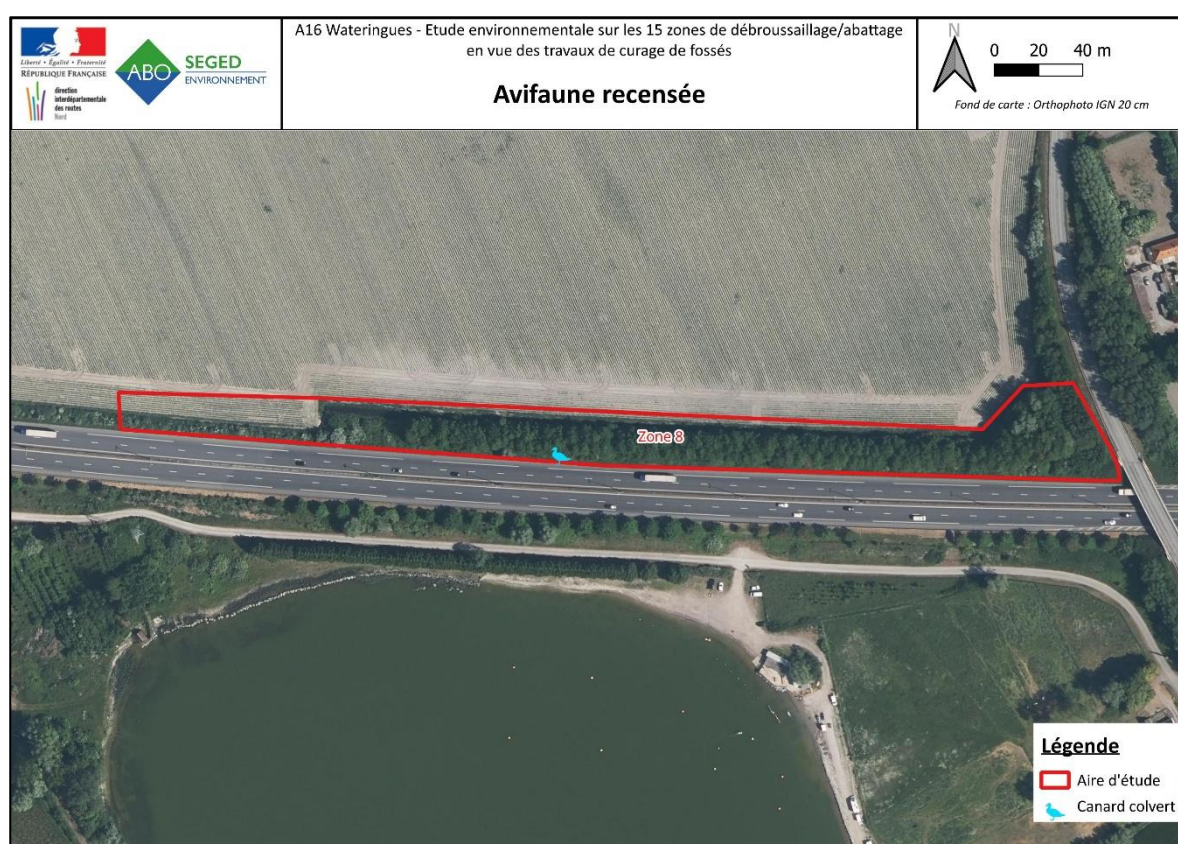 Liberté • Égalité • Fraternité
RÉPUBLIQUE FRANÇAISE
direction
interdépartementale
des routes
Nord
ABO
SEGED
ENVIRONNEMENT
A16 Wateringues - Etude environnementale sur les 15 zones de débroussaillage/abattage
en vue des travaux de curage de fossés
Avifaune recensée
N
0 20 40 m
Fond de carte : Orthophoto IGN 20 cm
Zone 8
Légende
Aire d'étude
Canard colvert